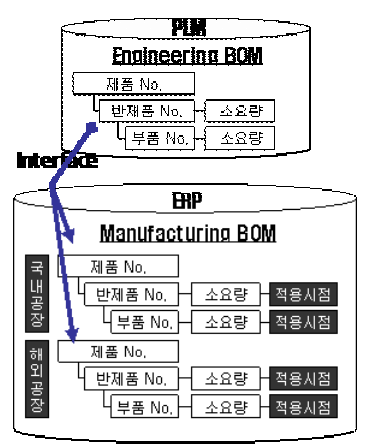 PLM
Engineering BOM
제품 No.
반제품 No. 소요량
부품 No. 소요량
Interface
ERP
Manufacturing BOM
국내공장
제품 No.
반제품 No. 소요량 적용시점
부품 No. 소요량 적용시점
해외공장
제품 No.
반제품 No. 소요량 적용시점
부품 No. 소요량 적용시점